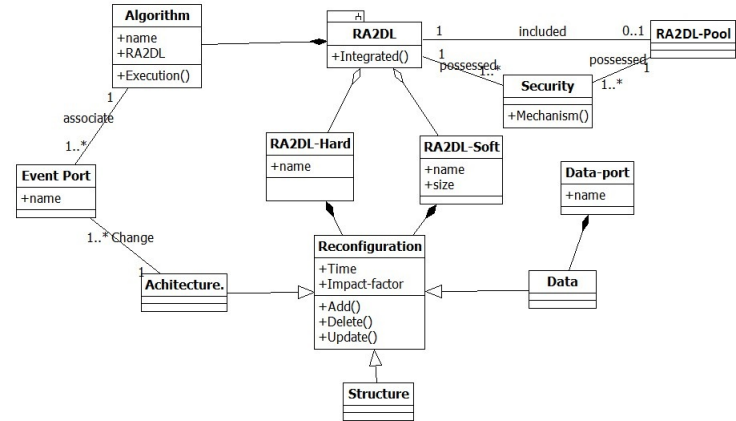 Algorithm
+name
+RA2DL
+Execution()
RA2DL
+Integrated()
1
included
0..1
RA2DL-Pool
1
possessed
1..*
Security
+Mechanism()
possessed
1
1..*
1
associate
1..*
RA2DL-Hard
+name
RA2DL-Soft
+name
+size
Data-port
+name
Event Port
+name
1..* Change
1
Achitecture.
Reconfiguration
+Time
+Impact-factor
+Add()
+Delete()
+Update()
Data
Structure